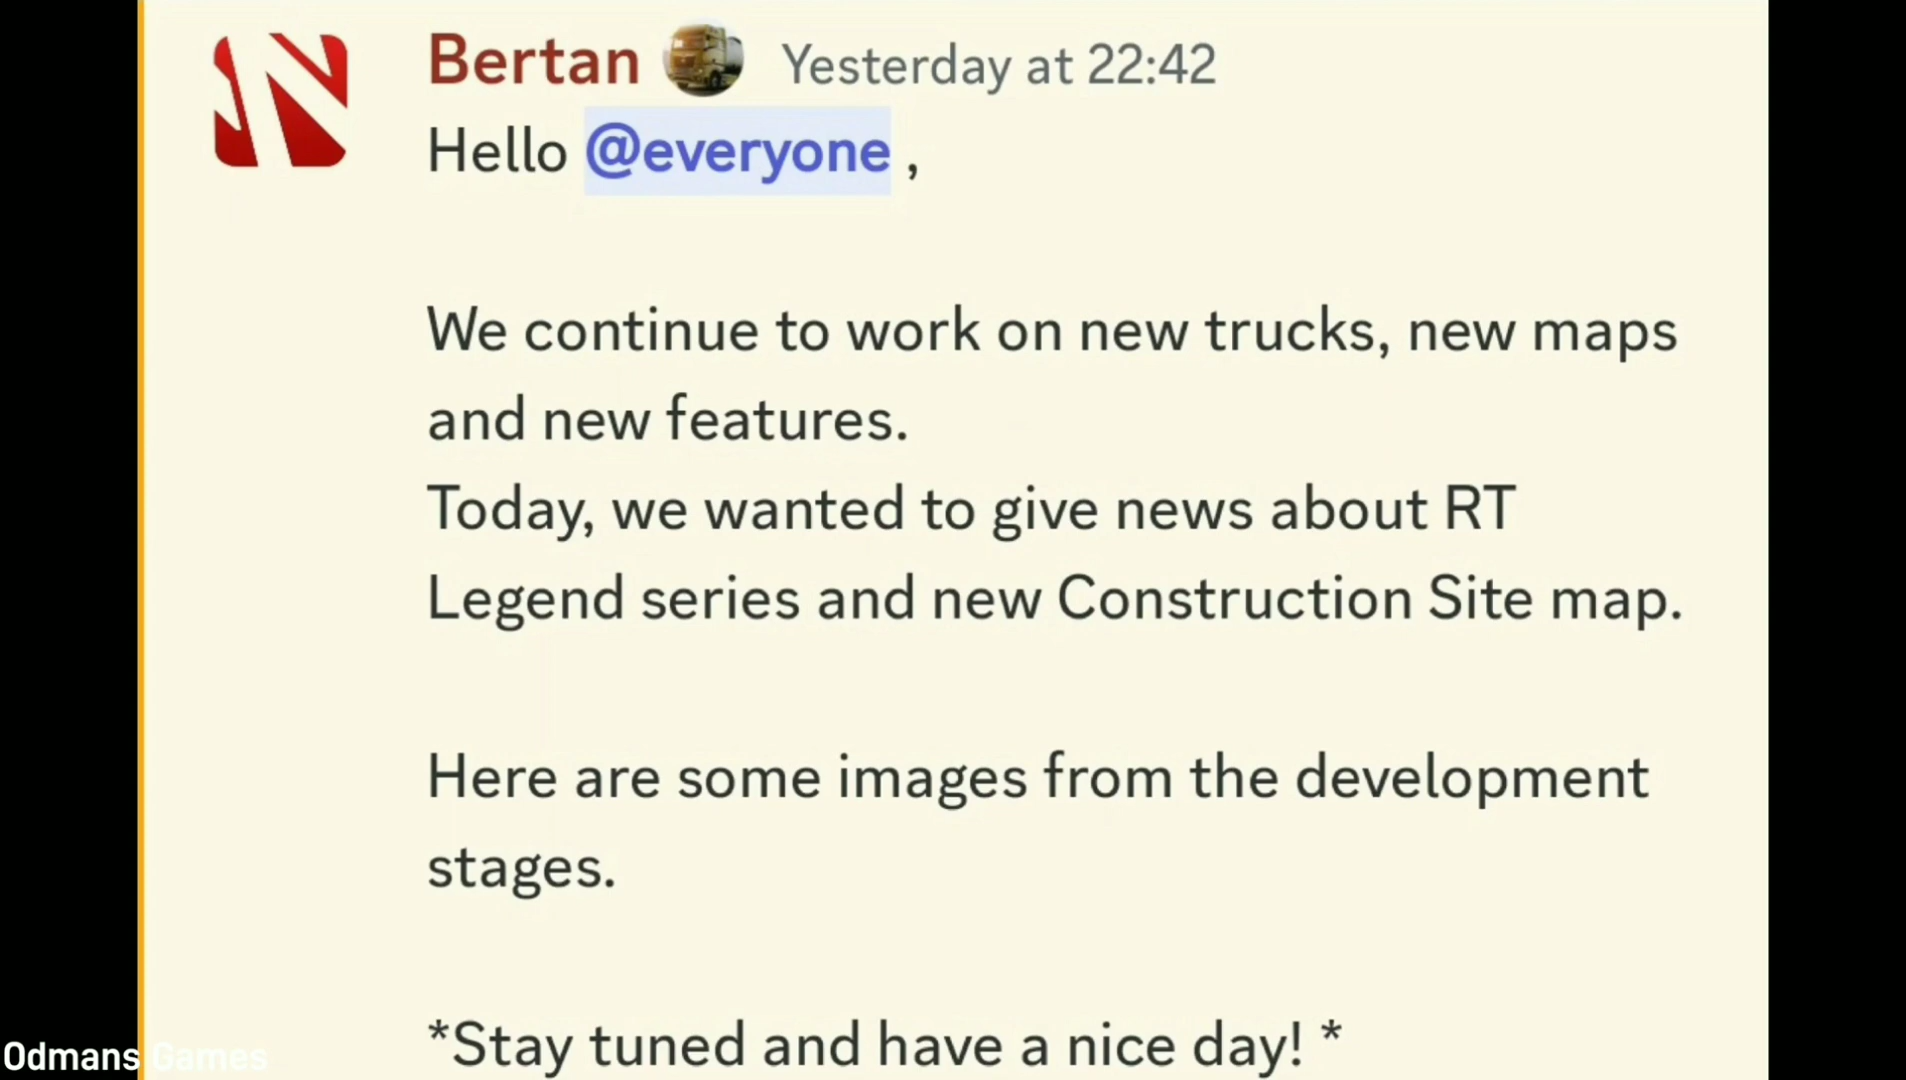 Bertan Yesterday at 22:42
Hello @everyone ,
We continue to work on new trucks, new maps
and new features.
Today, we wanted to give news about RT
Legend series and new Construction Site map.
Here are some images from the development
stages.
*Stay tuned and have a nice day! *
Odmans Games